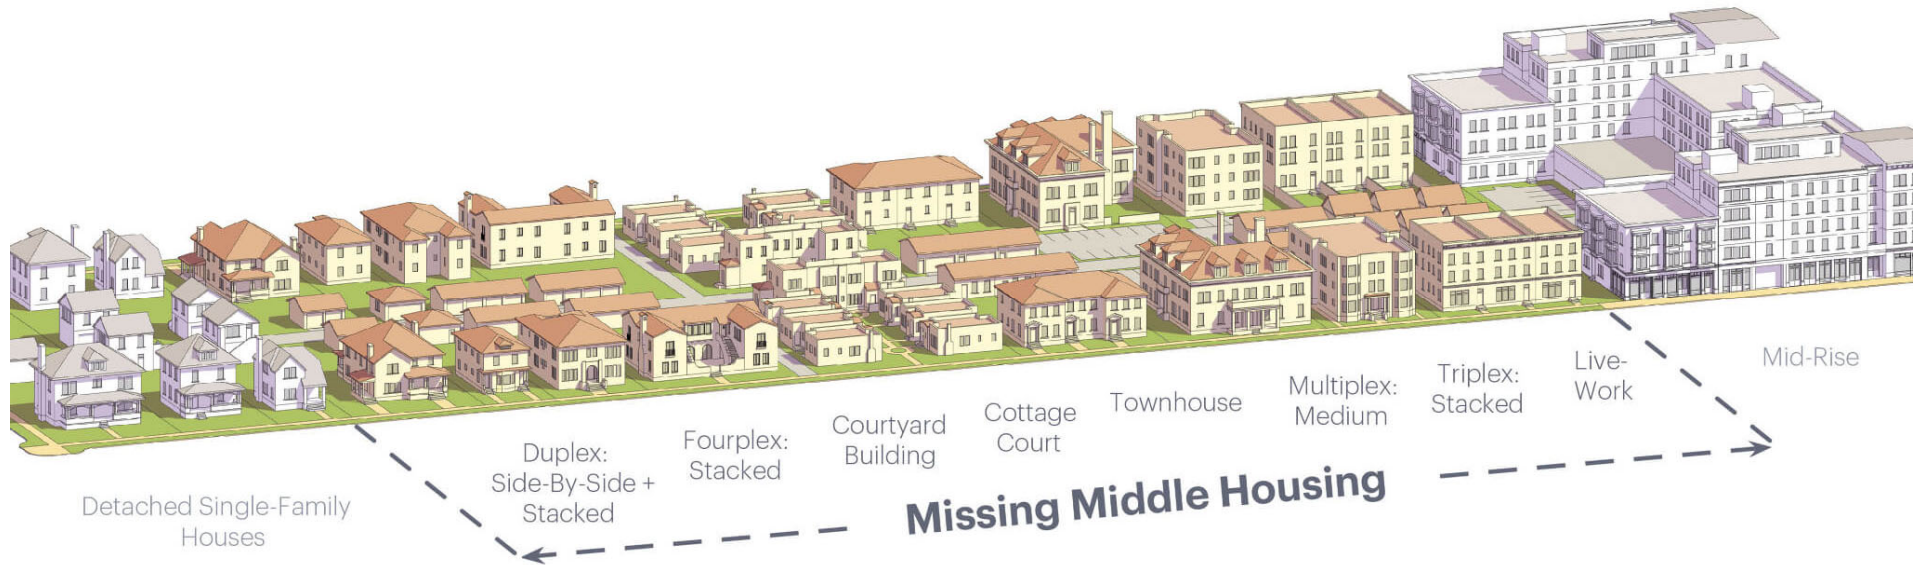 Detached Single-Family
Houses
Duplex:
Side-By-Side +
Stacked
Fourplex:
Stacked
Courtyard
Building
Cottage
Court
Townhouse
Multiplex:
Medium
Triplex:
Stacked
Live-
Work
Mid-Rise
Missing Middle Housing